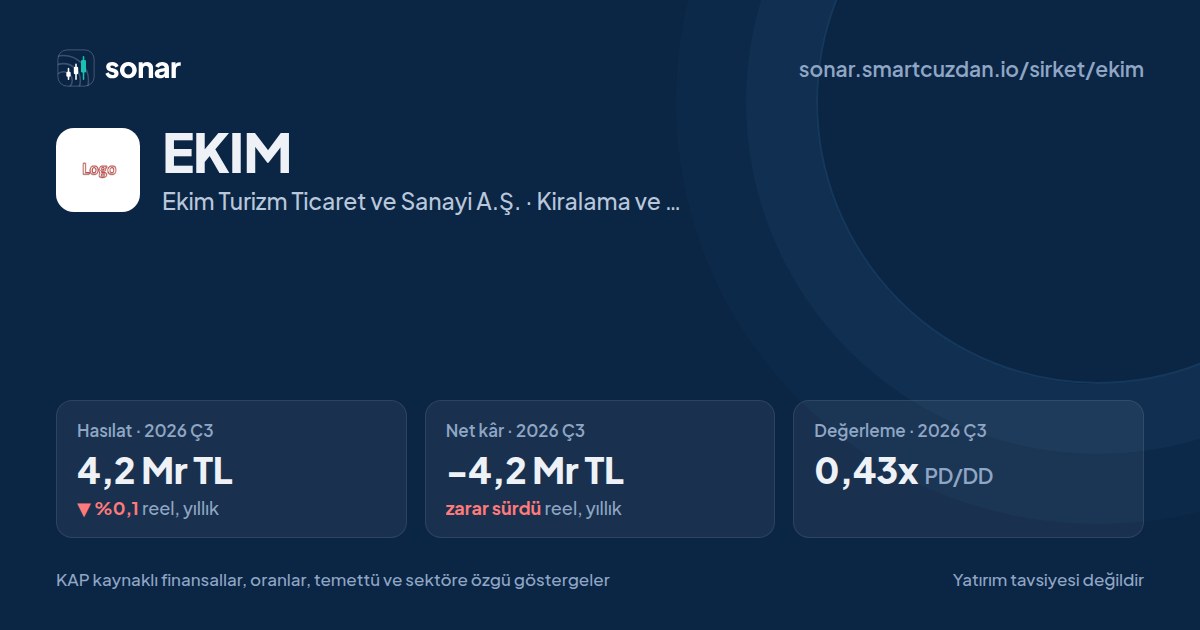 sonar
sonar.smartcuzdan.io/sirket/ekim
Logo
EKIM
Ekim Turizm Ticaret ve Sanayi A.Ş. · Kiralama ve …
Hasılat · 2026 Ç3
4,2 Mr TL
▼ %0,1 reel, yıllık
Net kâr · 2026 Ç3
−4,2 Mr TL
zarar sürdü reel, yıllık
Değerleme · 2026 Ç3
0,43x PD/DD
KAP kaynaklı finansallar, oranlar, temettü ve sektöre özgü göstergeler
Yatırım tavsiyesi değildir